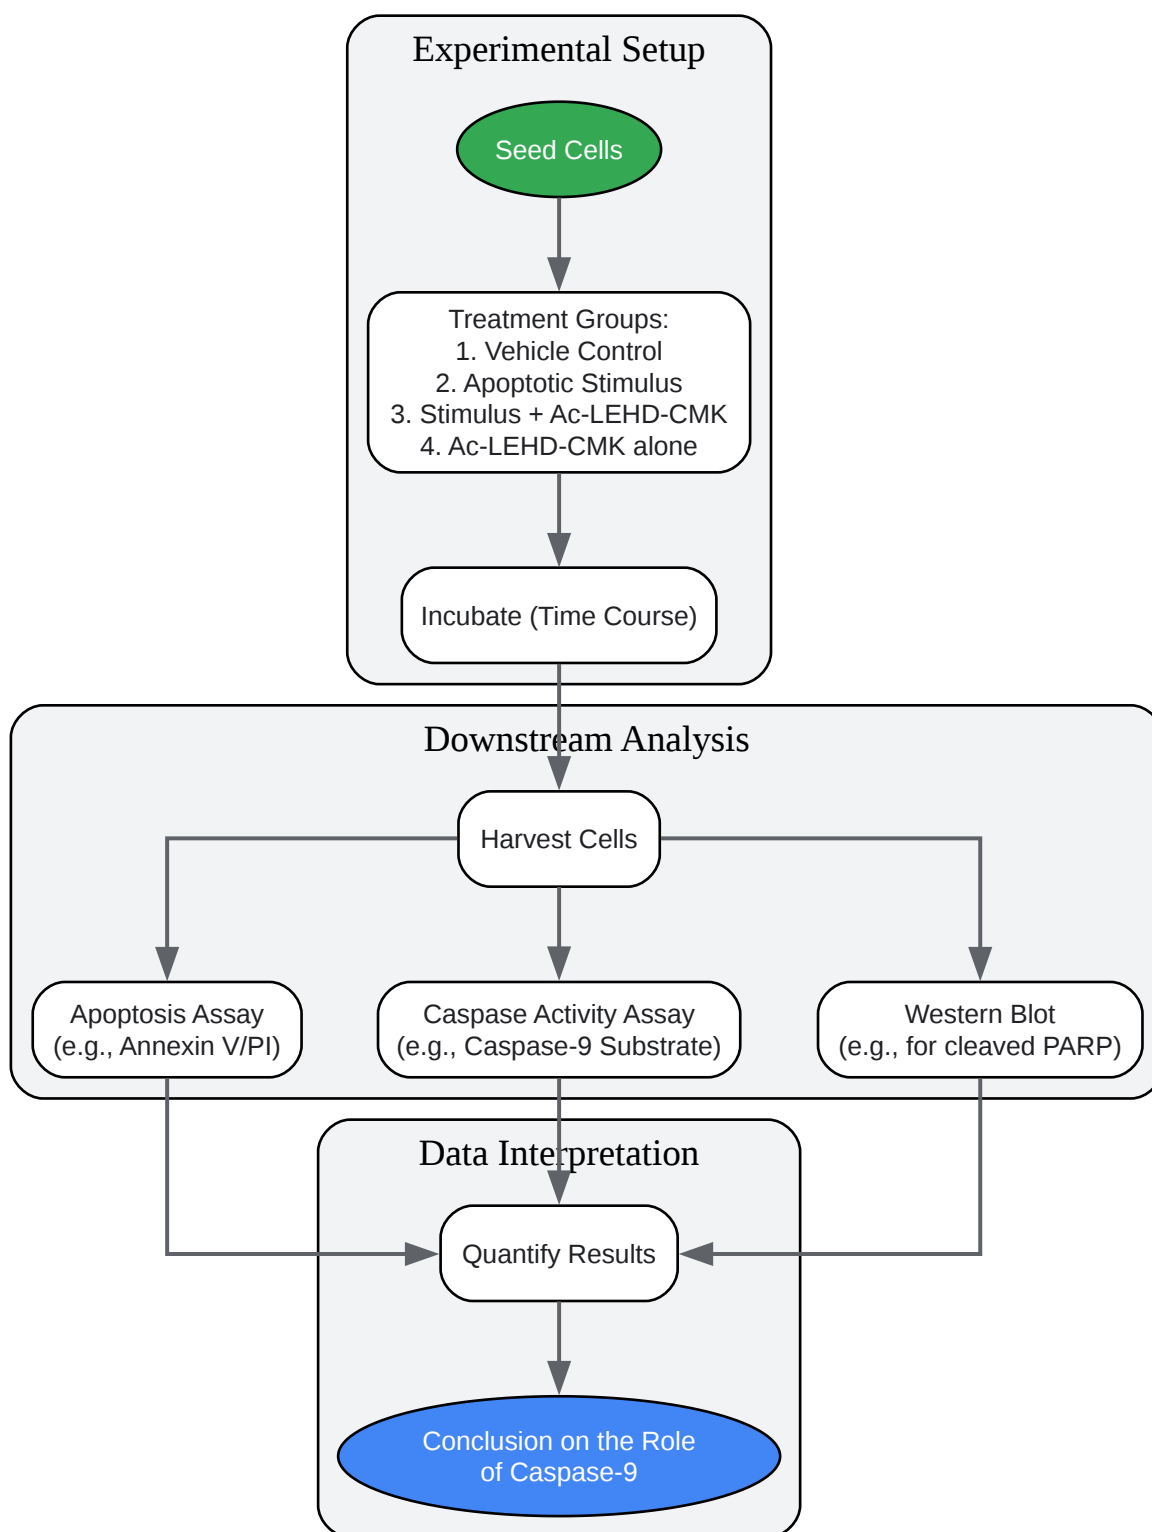 Experimental Setup
Seed Cells
Treatment Groups:
1. Vehicle Control
2. Apoptotic Stimulus
3. Stimulus + Ac-LEHD-CMK
4. Ac-LEHD-CMK alone
Incubate (Time Course)
Downstream Analysis
Harvest Cells
Apoptosis Assay
(e.g., Annexin V/PI)
Caspase Activity Assay
(e.g., Caspase-9 Substrate)
Western Blot
(e.g., for cleaved PARP)
Data Interpretation
Quantify Results
Conclusion on the Role
of Caspase-9